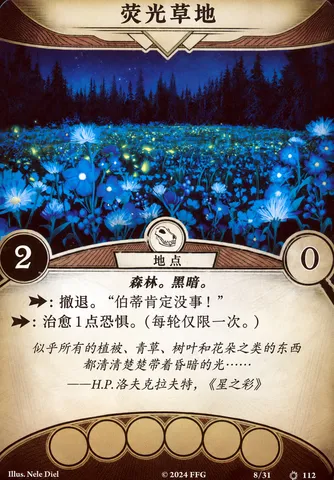 荧光草地
2
地点
0
森林。黑暗。
：撤退。“伯蒂肯定没事！”
：治愈1点恐惧。（每轮仅限一次。）
似乎所有的植被、青草、树叶和花朵之类的东西
都清清楚楚带着昏暗的光……
——H.P.洛夫克拉夫特，《星之彩》
Illus. Nele Diel
© 2024 FFG
8/31
112